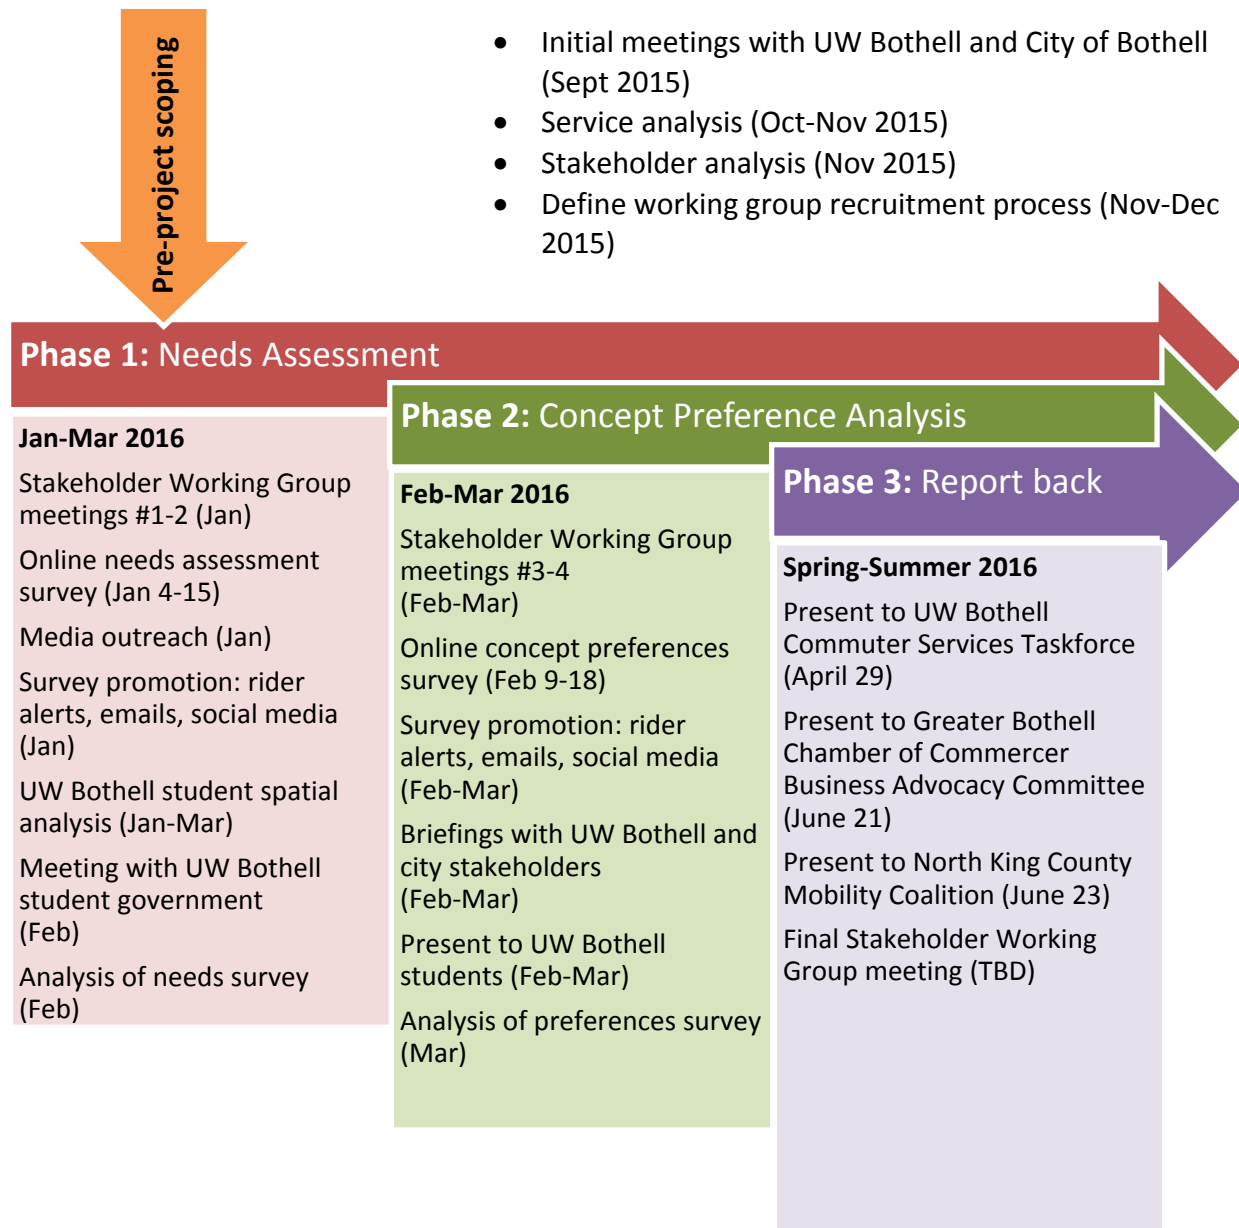 Pre-project scoping
• Initial meetings with UW Bothell and City of Bothell
(Sept 2015)
• Service analysis (Oct-Nov 2015)
• Stakeholder analysis (Nov 2015)
• Define working group recruitment process (Nov-Dec
2015)
Phase 1: Needs Assessment
Jan-Mar 2016
Stakeholder Working Group
meetings #1-2 (Jan)
Online needs assessment
survey (Jan 4-15)
Media outreach (Jan)
Survey promotion: rider
alerts, emails, social media
(Jan)
UW Bothell student spatial
analysis (Jan-Mar)
Meeting with UW Bothell
student government
(Feb)
Analysis of needs survey
(Feb)
Phase 2: Concept Preference Analysis
Feb-Mar 2016
Stakeholder Working Group
meetings #3-4
(Feb-Mar)
Online concept preferences
survey (Feb 9-18)
Survey promotion: rider
alerts, emails, social media
(Feb-Mar)
Briefings with UW Bothell and
city stakeholders
(Feb-Mar)
Present to UW Bothell
students (Feb-Mar)
Analysis of preferences survey
(Mar)
Phase 3: Report back
Spring-Summer 2016
Present to UW Bothell
Commuter Services Taskforce
(April 29)
Present to Greater Bothell
Chamber of Commercer
Business Advocacy Committee
(June 21)
Present to North King County
Mobility Coalition (June 23)
Final Stakeholder Working
Group meeting (TBD)